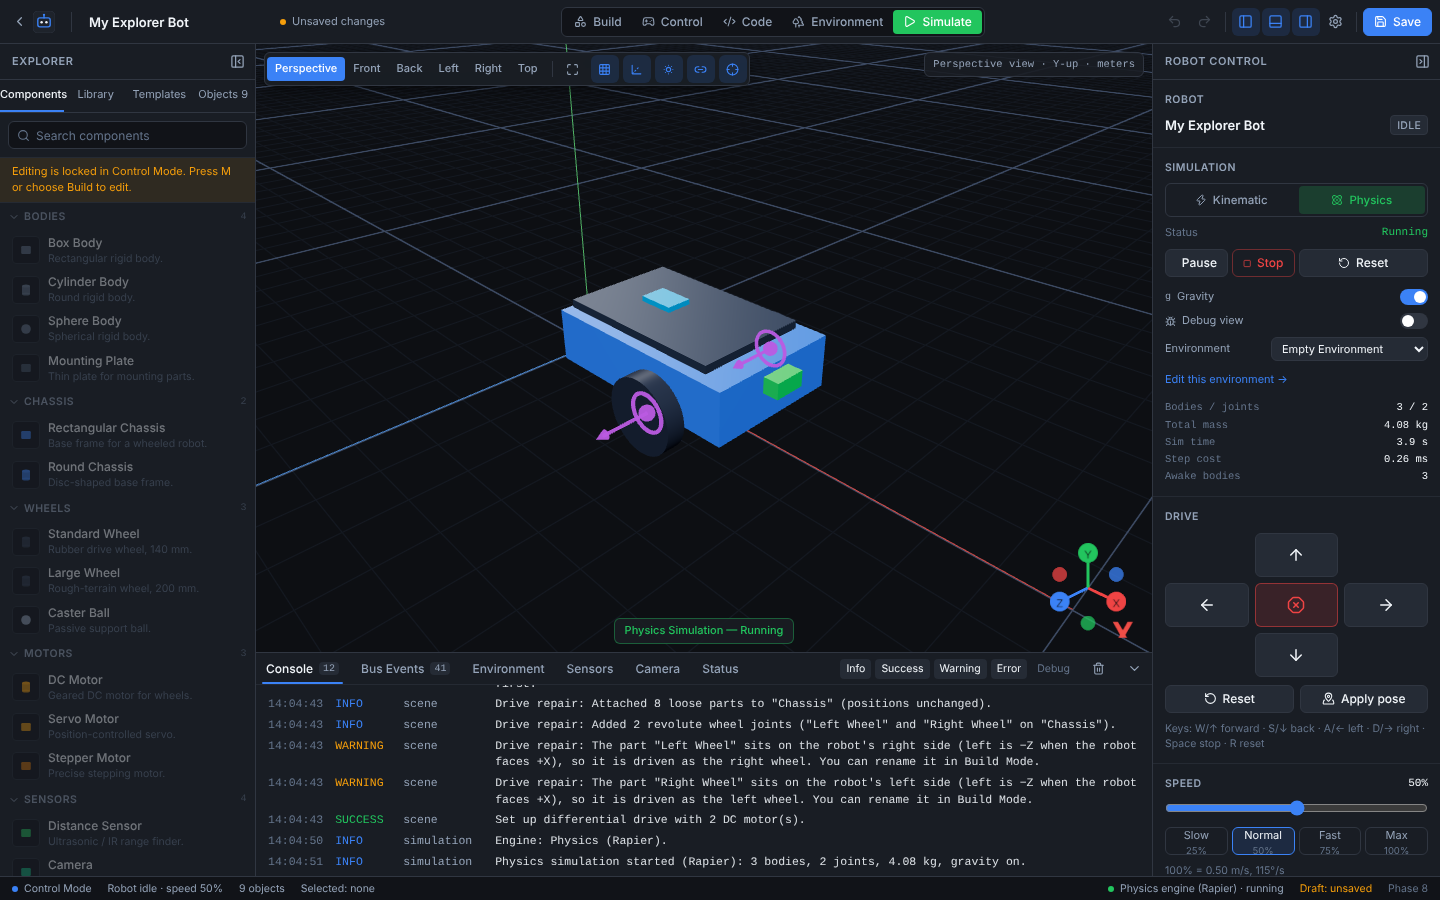 My Explorer Bot
Unsaved changes
Build
Control
Code
Environment
Simulate
Save
EXPLORER
Components
Library
Templates
Objects 9
Search components
Editing is locked in Control Mode. Press M
or choose Build to edit.
BODIES 4
Box Body
Rectangular rigid body.
Cylinder Body
Round rigid body.
Sphere Body
Spherical rigid body.
Mounting Plate
Thin plate for mounting parts.
CHASSIS 2
Rectangular Chassis
Base frame for a wheeled robot.
Round Chassis
Disc-shaped base frame.
WHEELS 3
Standard Wheel
Rubber drive wheel, 140 mm.
Large Wheel
Rough-terrain wheel, 200 mm.
Caster Ball
Passive support ball.
MOTORS 3
DC Motor
Geared DC motor for wheels.
Servo Motor
Position-controlled servo.
Stepper Motor
Precise stepping motor.
SENSORS 4
Distance Sensor
Ultrasonic / IR range finder.
Camera
Perspective
Front
Back
Left
Right
Top
Perspective view · Y-up · meters
Y
Z
X
Physics Simulation — Running
Console 12
Bus Events 41
Environment
Sensors
Camera
Status
Info
Success
Warning
Error
Debug
14:04:43 INFO scene Drive repair: Attached 8 loose parts to "Chassis" (positions unchanged).
14:04:43 INFO scene Drive repair: Added 2 revolute wheel joints ("Left Wheel" and "Right Wheel" on "Chassis").
14:04:43 WARNING scene Drive repair: The part "Left Wheel" sits on the robot's right side (left is −Z when the robot
faces +X), so it is driven as the right wheel. You can rename it in Build Mode.
14:04:43 WARNING scene Drive repair: The part "Right Wheel" sits on the robot's left side (left is −Z when the robot
faces +X), so it is driven as the left wheel. You can rename it in Build Mode.
14:04:43 SUCCESS scene Set up differential drive with 2 DC motor(s).
14:04:50 INFO simulation Engine: Physics (Rapier).
14:04:51 INFO simulation Physics simulation started (Rapier): 3 bodies, 2 joints, 4.08 kg, gravity on.
ROBOT CONTROL
ROBOT
My Explorer Bot IDLE
SIMULATION
Kinematic
Physics
Status Running
Pause
Stop
Reset
g Gravity
Debug view
Environment Empty Environment
Edit this environment →
Bodies / joints 3 / 2
Total mass 4.08 kg
Sim time 3.9 s
Step cost 0.26 ms
Awake bodies 3
DRIVE
Reset
Apply pose
Keys: W/↑ forward · S/↓ back · A/← left · D/→ right ·
Space stop · R reset
SPEED 50%
Slow
25%
Normal
50%
Fast
75%
Max
100%
100% = 0.50 m/s, 115°/s
Control Mode
Robot idle · speed 50%
9 objects
Selected: none
Physics engine (Rapier) · running
Draft: unsaved
Phase 8